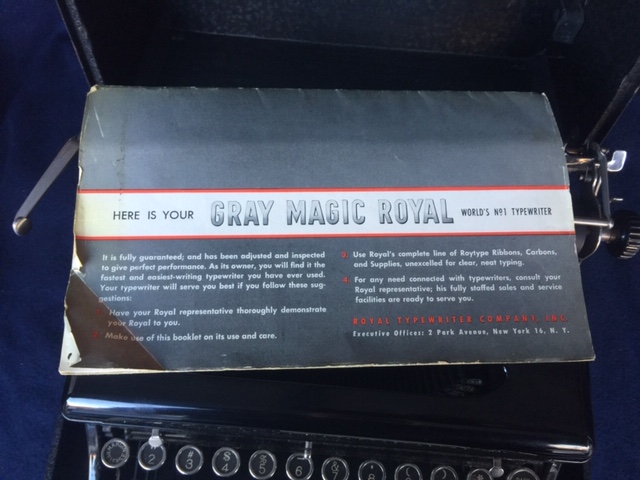 HERE IS YOUR GRAY MAGIC ROYAL WORLD'S Nº1 TYPEWRITER
It is fully guaranteed; and has been adjusted and inspected
to give perfect performance. As its owner, you will find it the
fastest and easiest-writing typewriter you have ever used.
Your typewriter will serve you best if you follow these sug-
gestions:
Have your Royal representative thoroughly demonstrate
your Royal to you.
Make use of this booklet on its use and care.
3. Use Royal's complete line of Roytype Ribbons, Carbons,
and Supplies, unexcelled for clear, neat typing.
4. For any need connected with typewriters, consult your
Royal representative; his fully staffed sales and service
facilities are ready to serve you.
ROYAL TYPEWRITER COMPANY, INC.
Executive Offices: 2 Park Avenue, New York 16, N. Y.
2 # 3 $ 4 % 5 6 & 7